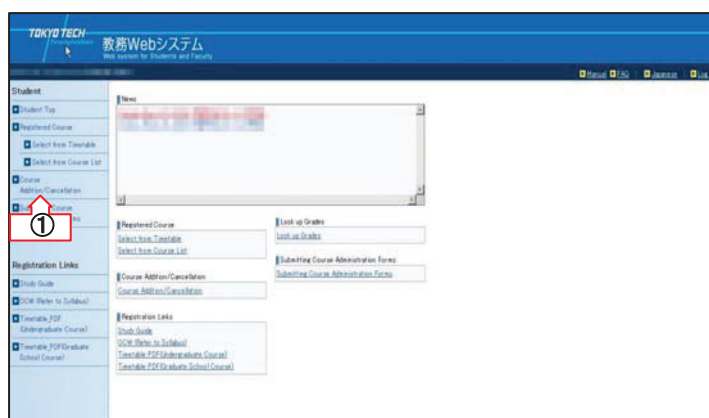 TOKYO TECH
教務Webシステム
Web system for Students and Faculty
Manual FAQ Japanese Log
Student
Student Top
Registered Course
Select from Timetable
Select from Course List
Course
Addition/Cancellation
①
Registration Links
Study Guide
OCW (Refer to Syllabus)
Timetable_PDF
(Undergraduate Course)
Timetable_PDF(Graduate
School Course)
News
Registered Course
Select from Timetable
Select from Course List
Course Addition/Cancellation
Course Addition/Cancellation
Registration Links
Study Guide
OCW (Refer to Syllabus)
Timetable_PDF(Undergraduate Course)
Timetable_PDF(Graduate School Course)
Look up Grades
Look up Grades
Submitting Course Administration Forms
Submitting Course Administration Forms